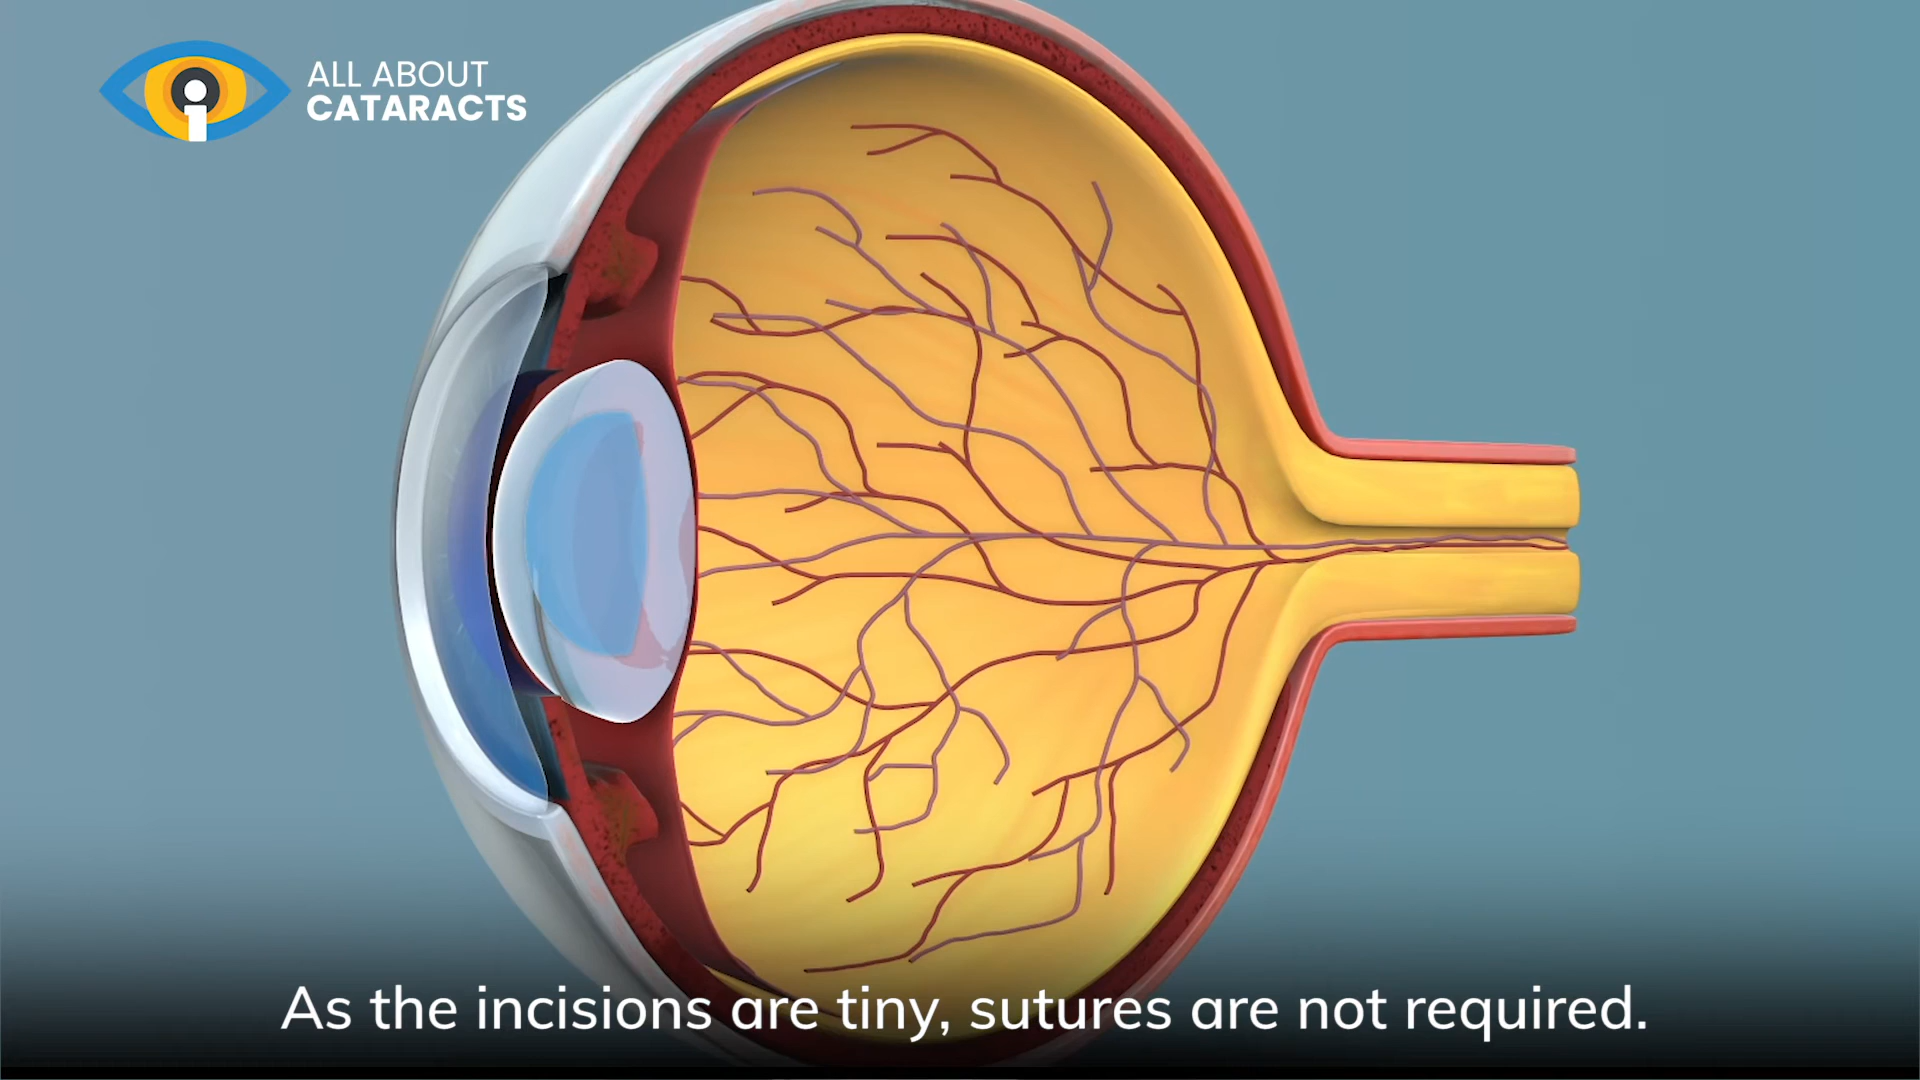 ALL ABOUT
CATARACTS
As the incisions are tiny, sutures are not required.